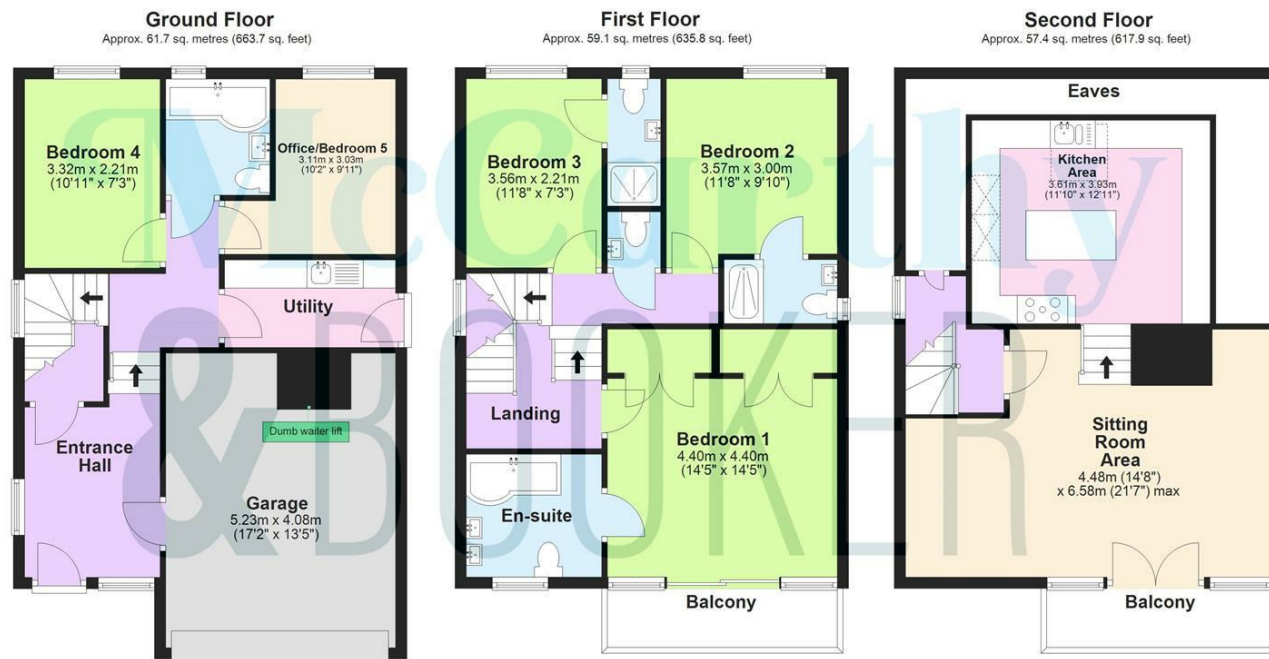 Ground Floor
Approx. 61.7 sq. metres (663.7 sq. feet)
Bedroom 4
3.32m x 2.21m
(10'11" x 7'3")
Office/Bedroom 5
3.11m x 3.03m
(10'2" x 9'11")
Utility
Entrance
Hall
Dumb waiter lift
Garage
5.23m x 4.08m
(17'2" x 13'5")
First Floor
Approx. 59.1 sq. metres (635.8 sq. feet)
Bedroom 3
3.56m x 2.21m
(11'8" x 7'3")
Bedroom 2
3.57m x 3.00m
(11'8" x 9'10")
Landing
Bedroom 1
4.40m x 4.40m
(14'5" x 14'5")
En-suite
Balcony
Second Floor
Approx. 57.4 sq. metres (617.9 sq. feet)
Eaves
Kitchen
Area
3.61m x 3.93m
(11'10" x 12'11")
Sitting
Room
Area
4.48m (14'8")
x 6.58m (21'7") max
Balcony
McCarthy
&BOOKER